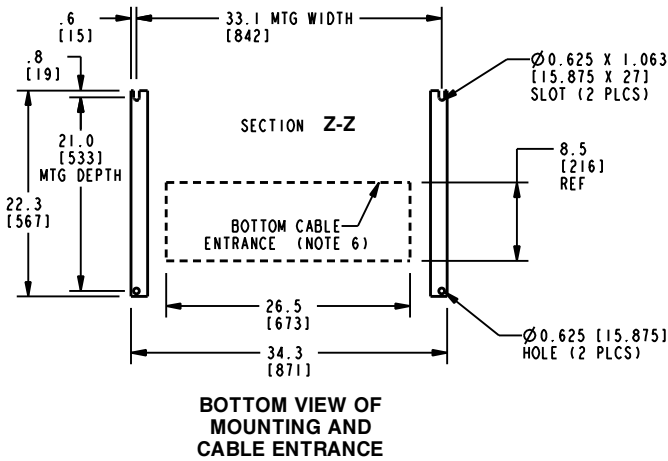 .6
[15]
33.1 MTG WIDTH
[842]
.8
[19]
Ø0.625 X 1.063
[15.875 X 27]
SLOT (2 PLCS)
SECTION Z-Z
21.0
[533]
MTG DEPTH
8.5
[216]
REF
22.3
[567]
BOTTOM CABLE
ENTRANCE (NOTE 6)
26.5
[673]
Ø0.625 [15.875]
HOLE (2 PLCS)
34.3
[871]
BOTTOM VIEW OF
MOUNTING AND
CABLE ENTRANCE